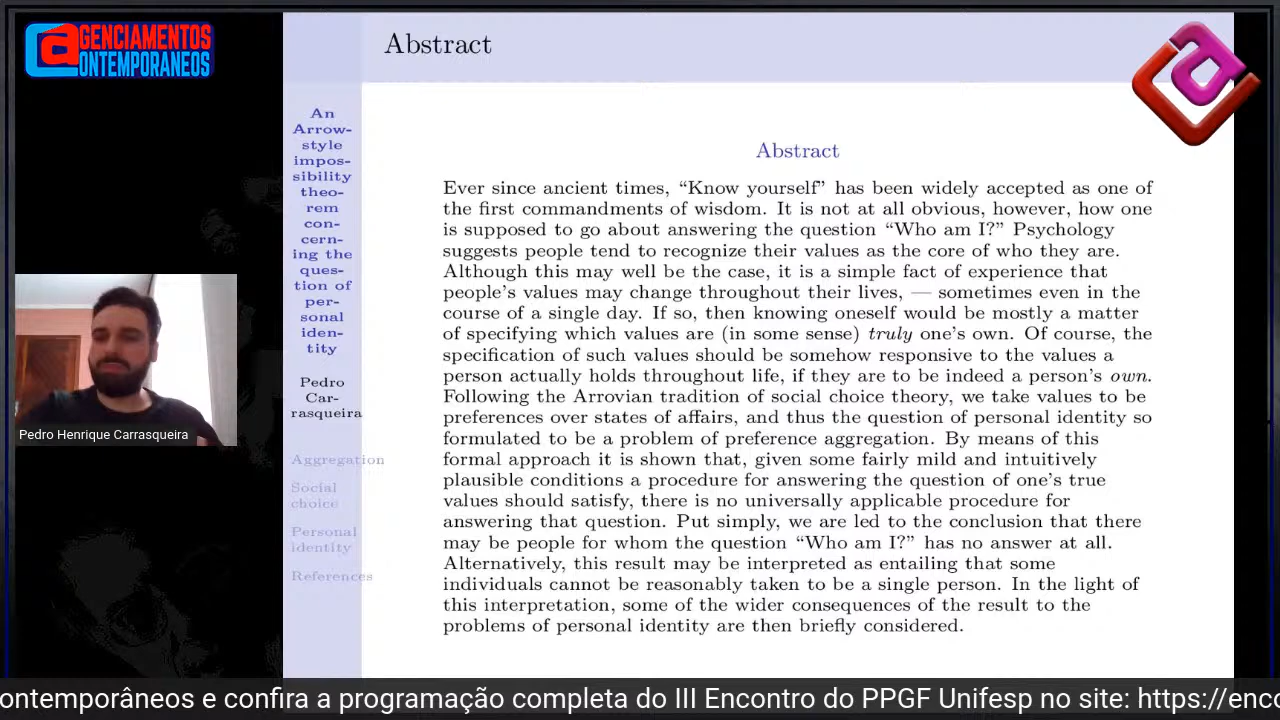 AGENCIAMENTOS
CONTEMPORANEOS
Abstract
An
Arrow-
style
impos-
sibility
theo-
rem
con-
cern-
ing the
ques-
tion of
per-
sonal
iden-
tity
Pedro
Car-
rasqueira
Aggregation
Social
choice
Personal
identity
References
Abstract
Ever since ancient times, “Know yourself” has been widely accepted as one of
the first commandments of wisdom. It is not at all obvious, however, how one
is supposed to go about answering the question “Who am I?” Psychology
suggests people tend to recognize their values as the core of who they are.
Although this may well be the case, it is a simple fact of experience that
people’s values may change throughout their lives, — sometimes even in the
course of a single day. If so, then knowing oneself would be mostly a matter
of specifying which values are (in some sense) truly one’s own. Of course, the
specification of such values should be somehow responsive to the values a
person actually holds throughout life, if they are to be indeed a person’s own.
Following the Arrovian tradition of social choice theory, we take values to be
preferences over states of affairs, and thus the question of personal identity so
formulated to be a problem of preference aggregation. By means of this
formal approach it is shown that, given some fairly mild and intuitively
plausible conditions a procedure for answering the question of one’s true
values should satisfy, there is no universally applicable procedure for
answering that question. Put simply, we are led to the conclusion that there
may be people for whom the question “Who am I?” has no answer at all.
Alternatively, this result may be interpreted as entailing that some
individuals cannot be reasonably taken to be a single person. In the light of
this interpretation, some of the wider consequences of the result to the
problems of personal identity are then briefly considered.
Pedro Henrique Carrasqueira
ontemporâneos e confira a programação completa do III Encontro do PPGF Unifesp no site: https://enco